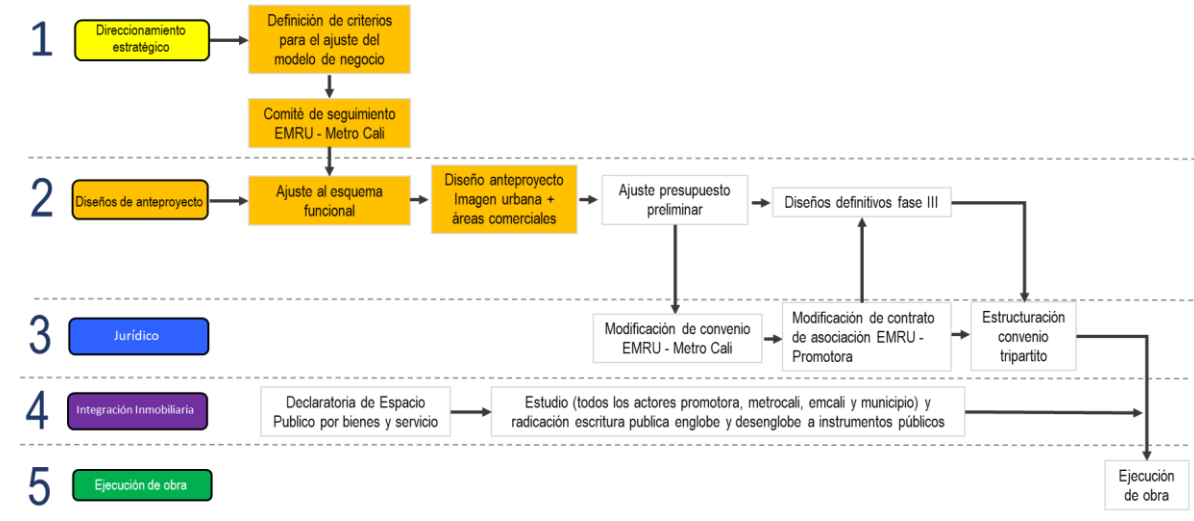 1
Direccionamiento
estratégico
Definición de criterios
para el ajuste del
modelo de negocio
Comité de seguimiento
EMRU - Metro Cali
2
Diseños de anteproyecto
Ajuste al esquema
funcional
Diseño anteproyecto
Imagen urbana +
áreas comerciales
Ajuste presupuesto
preliminar
Diseños definitivos fase III
3
Jurídico
Modificación de convenio
EMRU - Metro Cali
Modificación de contrato
de asociación EMRU -
Promotora
Estructuración
convenio
tripartito
4
Integración Inmobiliaria
Declaratoria de Espacio
Publico por bienes y servicio
Estudio (todos los actores promotora, metrocali, emcali y municipio) y
radicación escritura publica englobe y desenglobe a instrumentos públicos
5
Ejecución de obra
Ejecución
de obra